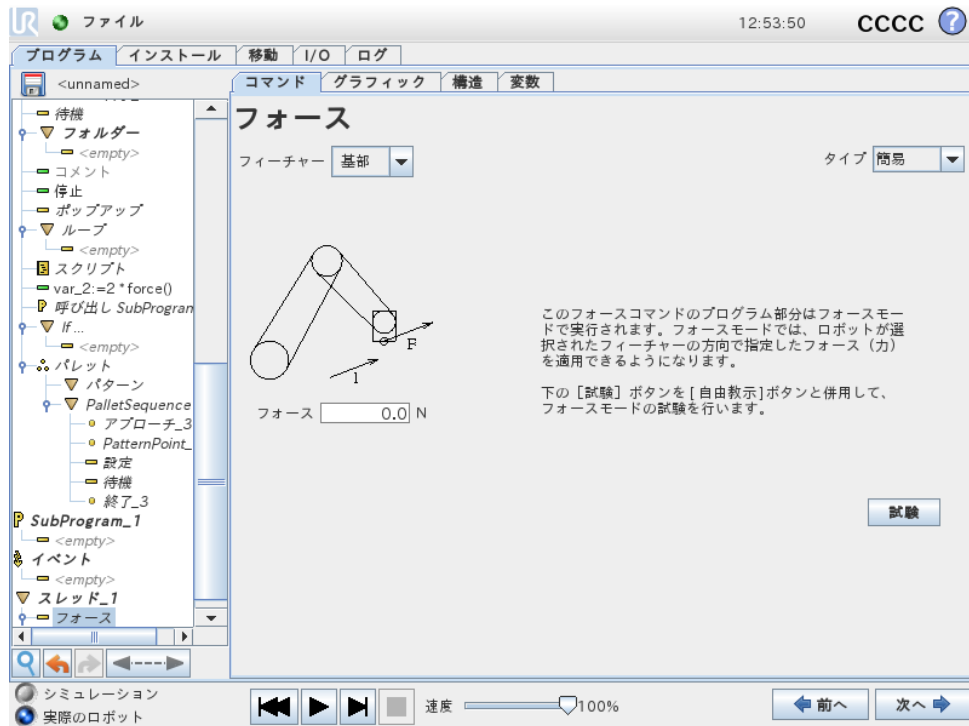 UR ファイル 12:53:50 CCCC ?
プログラム インストール 移動 I/O ログ
<unnamed>
コマンド グラフィック 構造 変数
待機
フォルダー
<empty>
コメント
停止
ポップアップ
ループ
<empty>
スクリプト
var_2:=2*force()
呼び出し SubProgran
If...
<empty>
パレット
パターン
PalletSequence
アプローチ_3
PatternPoint_
設定
待機
終了_3
SubProgram_1
<empty>
イベント
<empty>
スレッド_1
フォース
フォース
フィーチャー 基部
タイプ 簡易
F
1
フォース 0.0 N
このフォースコマンドのプログラム部分はフォースモー
ドで実行されます。フォースモードでは、ロボットが選
択されたフィーチャーの方向で指定したフォース（力）
を適用できるようになります。
下の［試験］ボタンを[自由教示]ボタンと併用して、
フォースモードの試験を行います。
試験
シミュレーション
実際のロボット
速度 100%
前へ 次へ